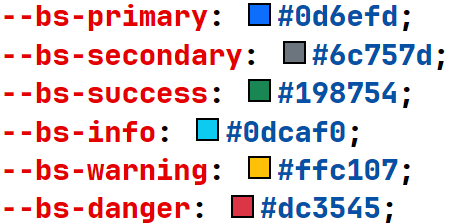 --bs-primary: #0d6efd;
--bs-secondary: #6c757d;
--bs-success: #198754;
--bs-info: #0dcaf0;
--bs-warning: #ffc107;
--bs-danger: #dc3545;